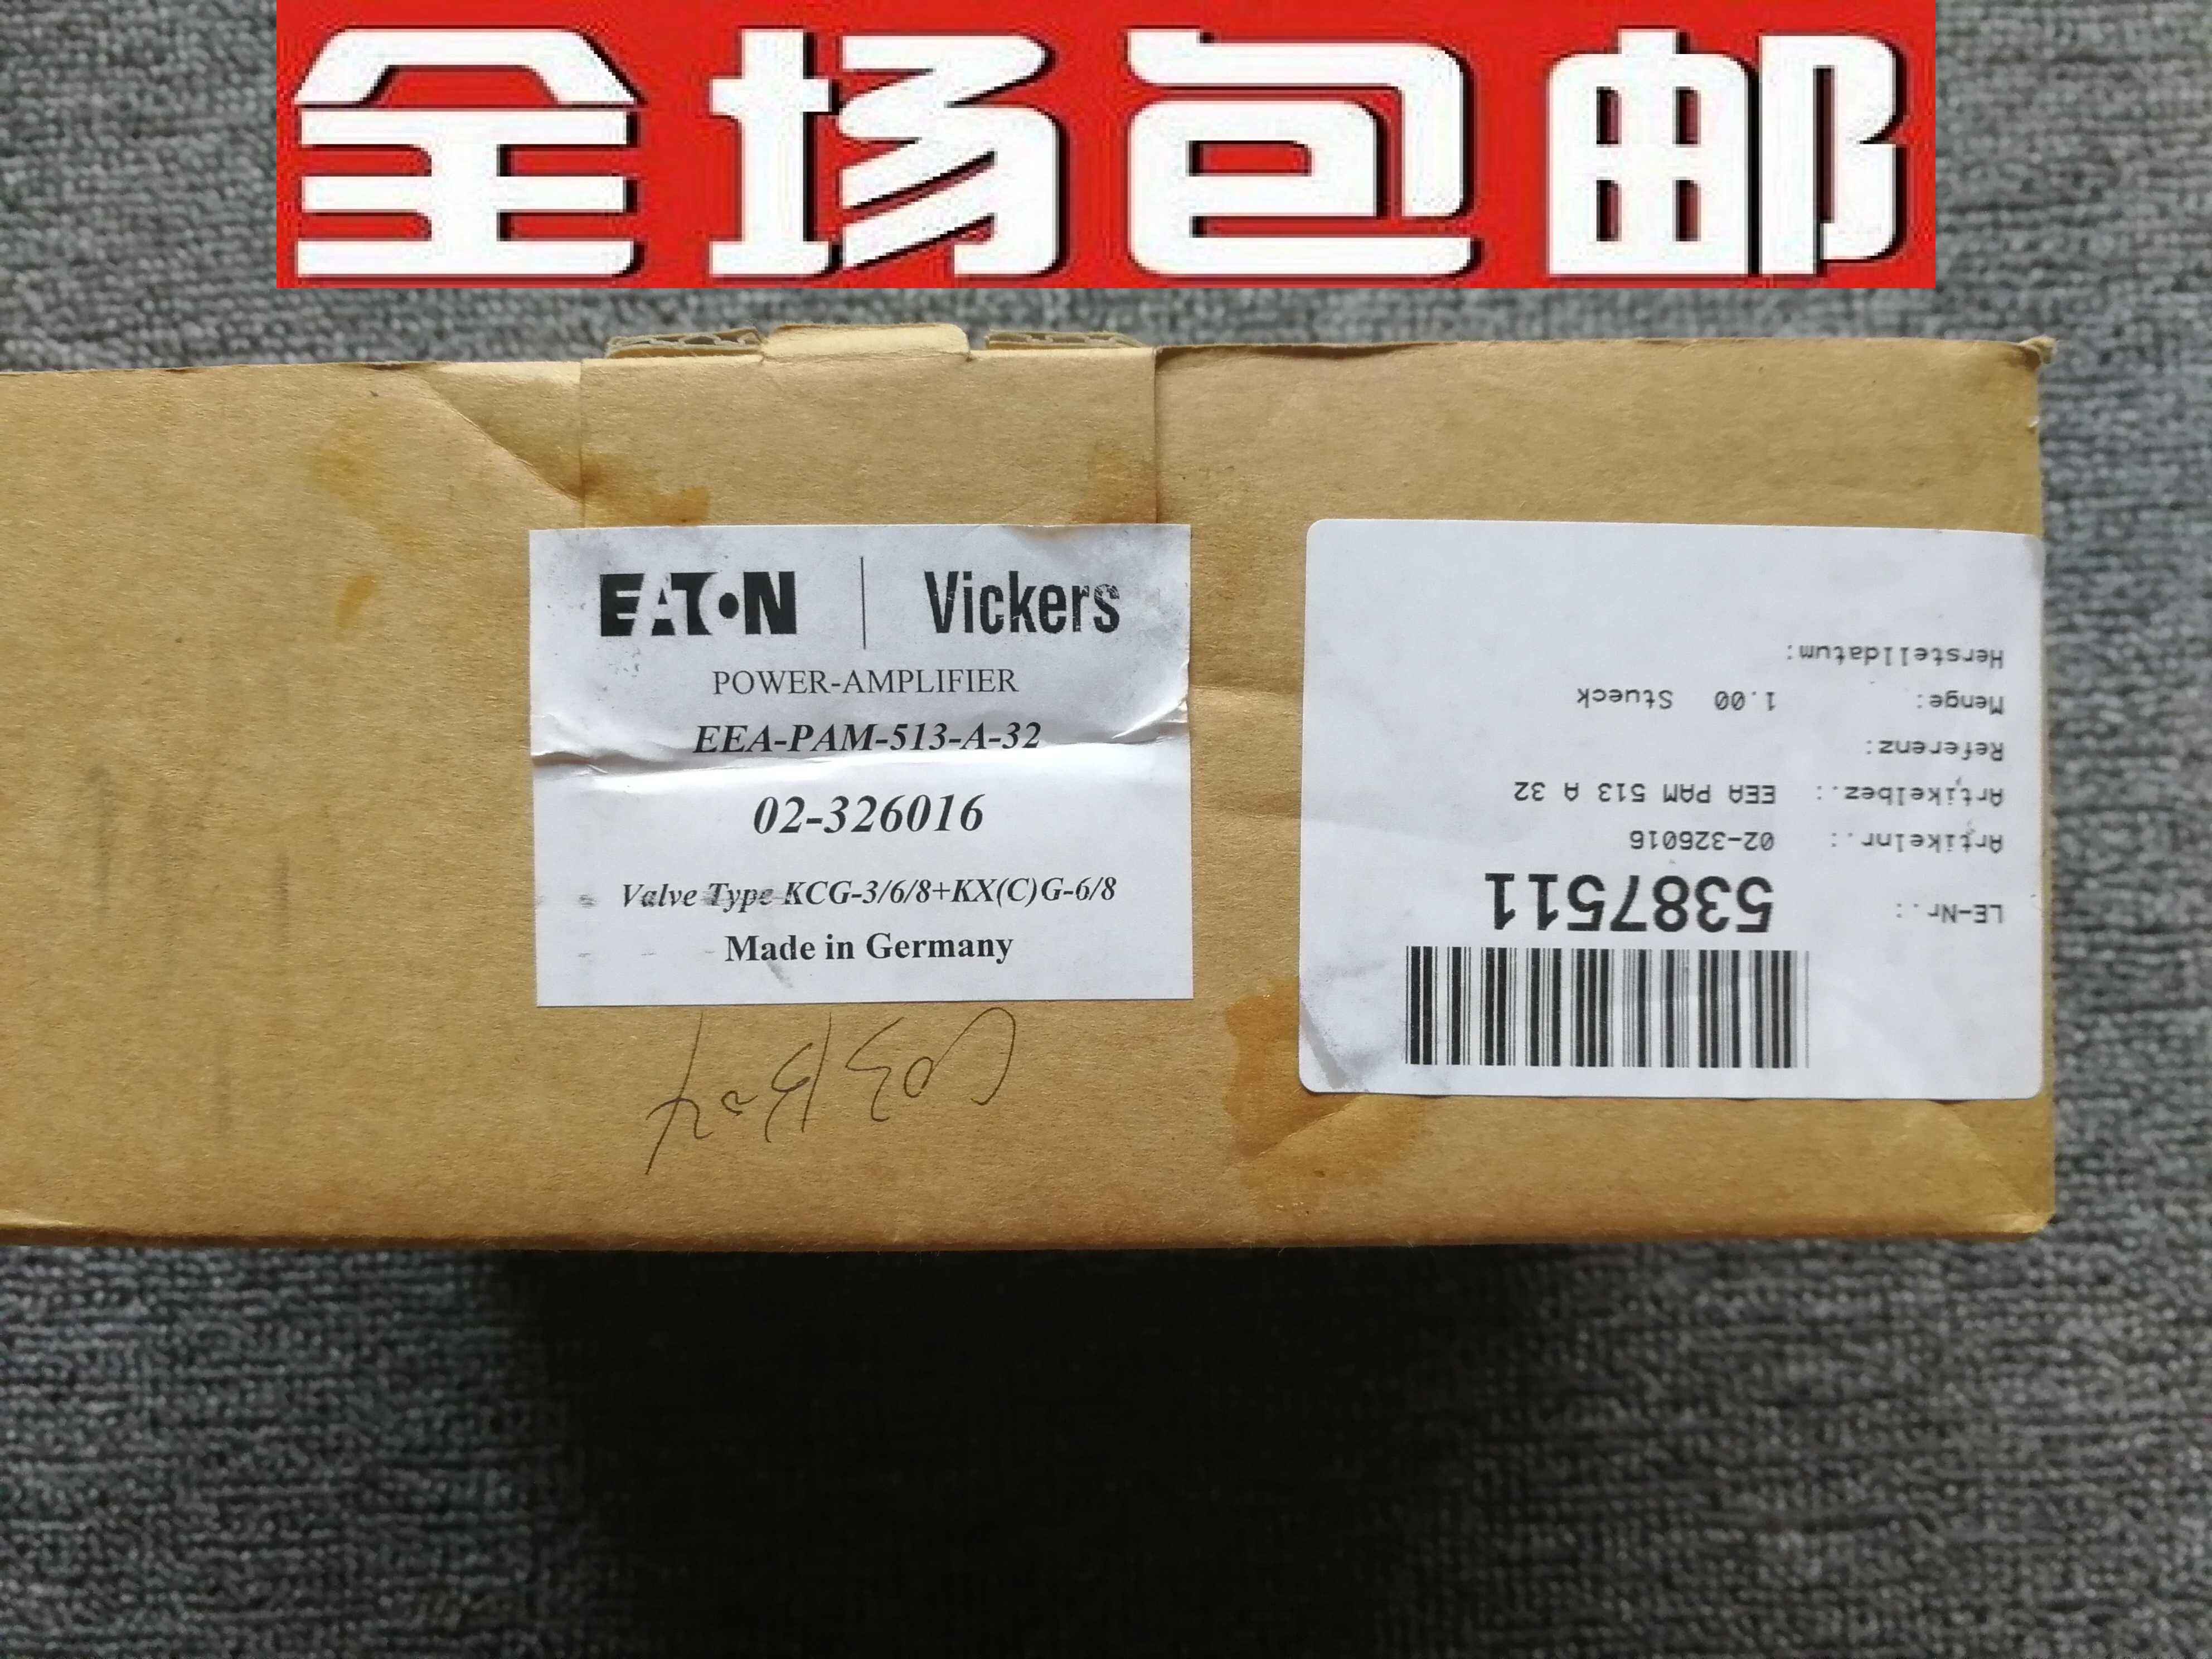 全场包邮
EATON | Vickers
POWER-AMPLIFIER
EEA-PAM-513-A-32
02-326016
Valve Type KCG-3/6/8+KX(C)G-6/8
Made in Germany
LE-Nr.: 5387511
Artikelnr.: 02-326016
Artikelbez.: EEA PAM 513 A 32
Referenz:
Menge: 1.00 Stueck
Herstelldatum: